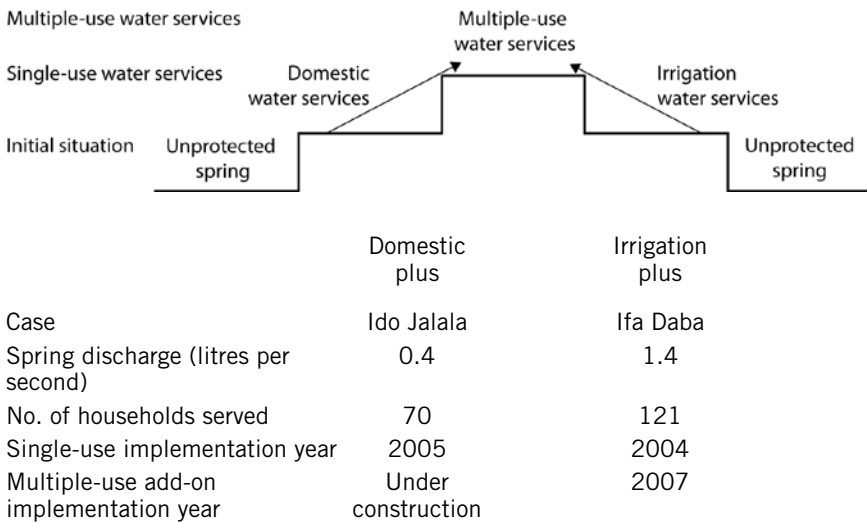 Multiple-use water services
Multiple-use
water services
Single-use water services
Domestic
water services
Irrigation
water services
Initial situation
Unprotected
spring
Unprotected
spring
Domestic
plus
Irrigation
plus
Case Ido Jalala Ifa Daba
Spring discharge (litres per
second) 0.4 1.4
No. of households served 70 121
Single-use implementation year 2005 2004
Multiple-use add-on
implementation year Under
construction 2007